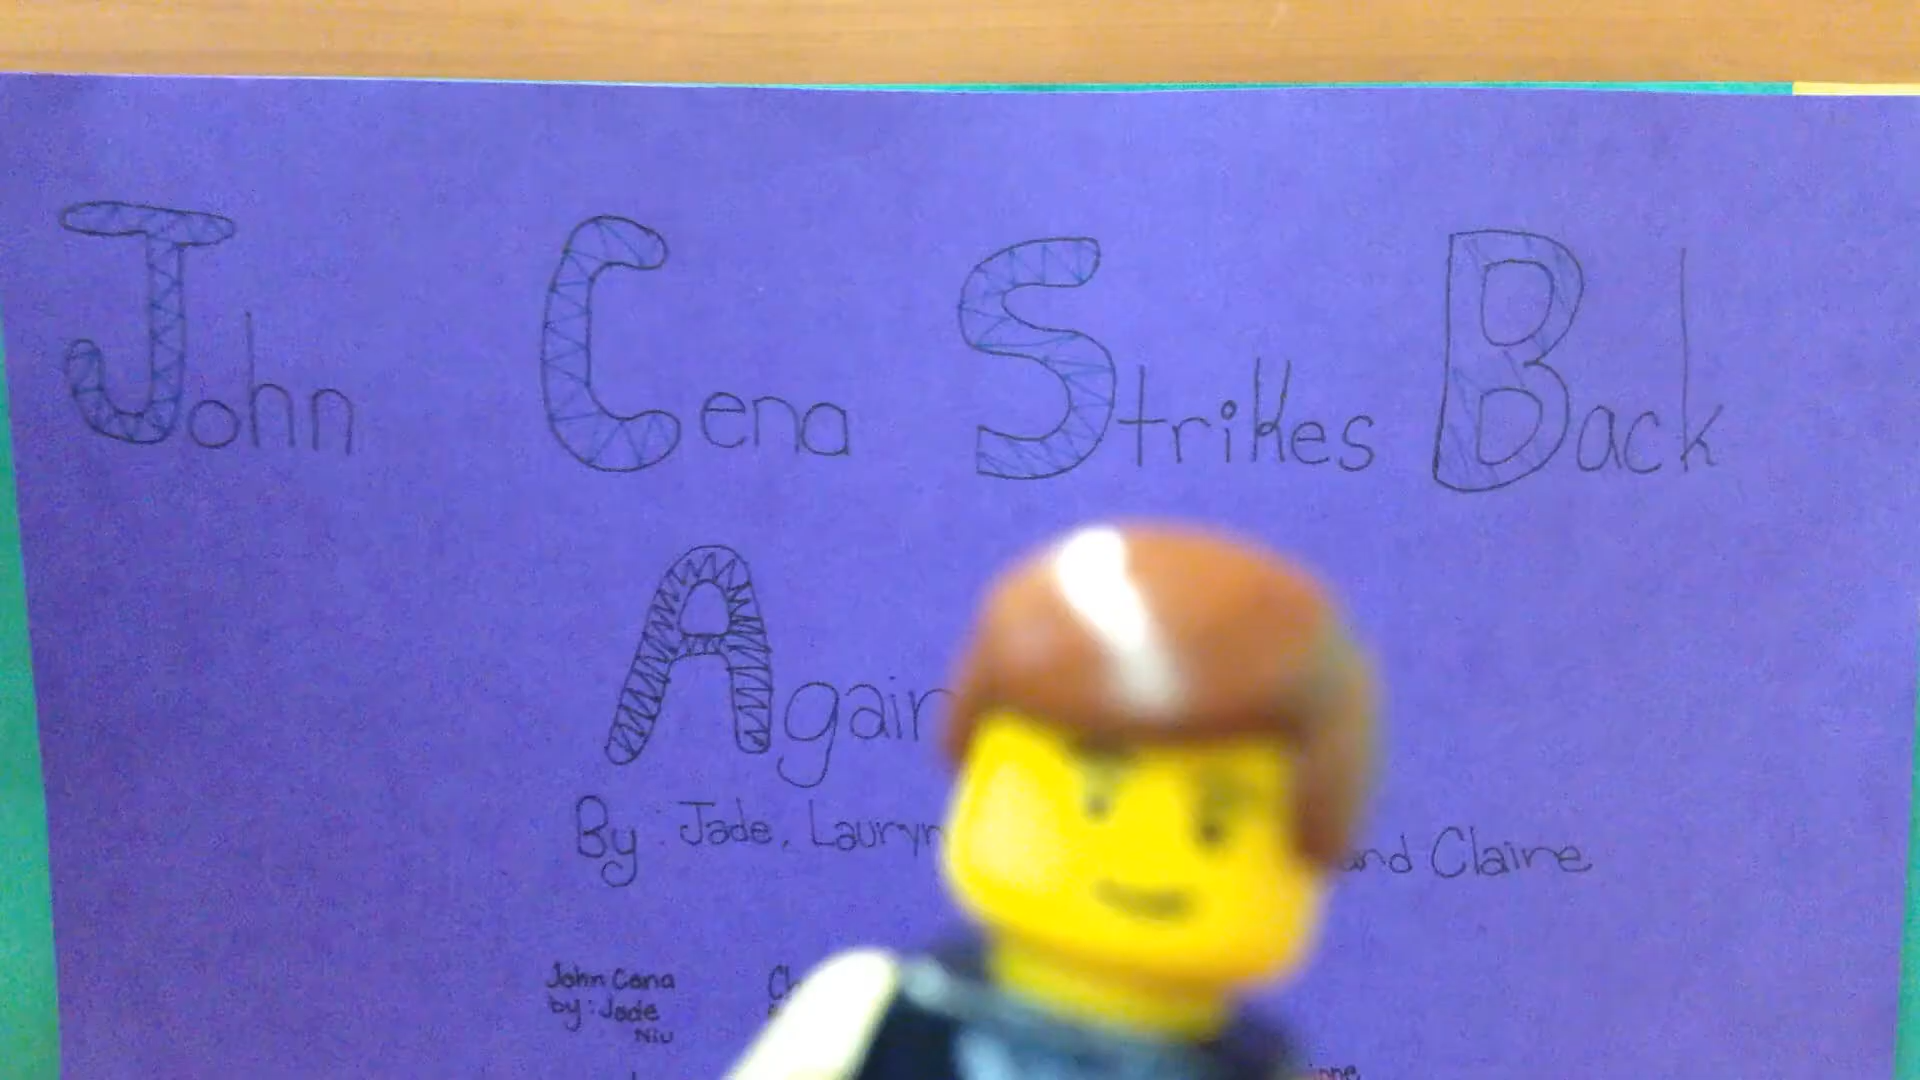 John Cena Strikes Back
Again
By: Jade, Lauryn and Claire
John Cena
by: Jade
Niu